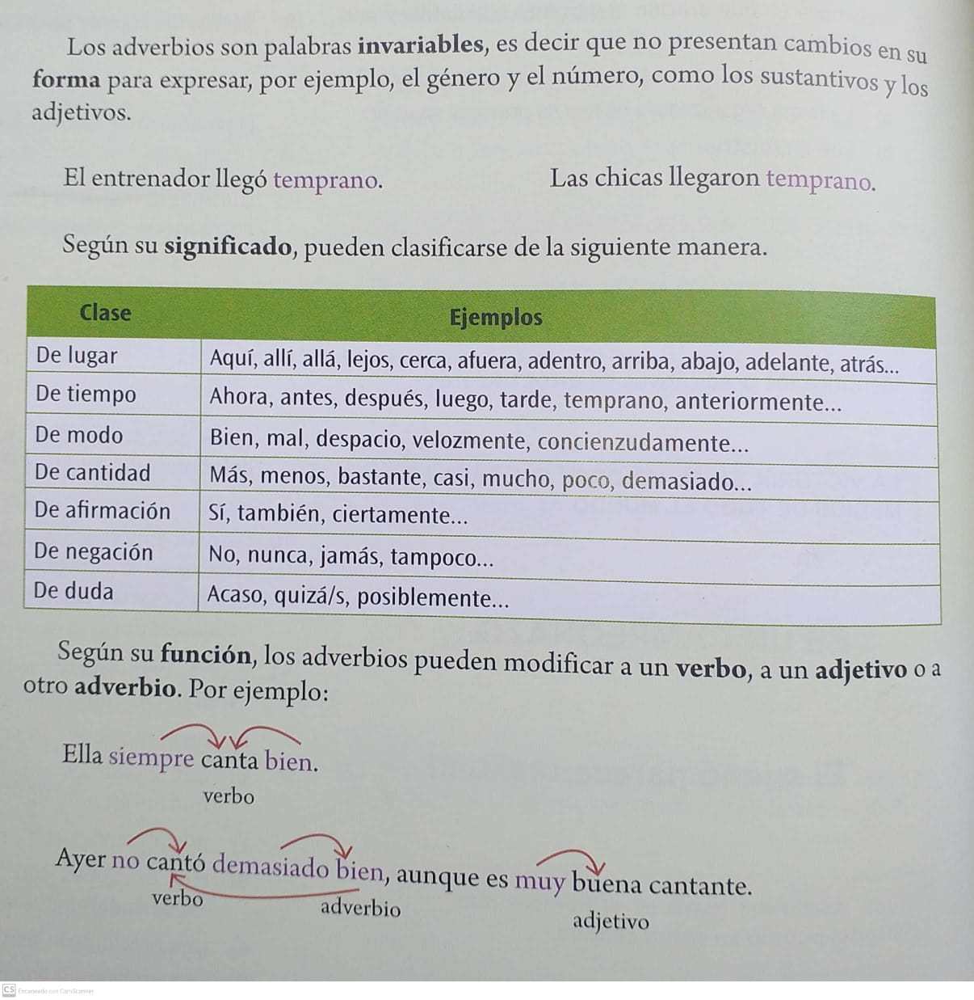 Los adverbios son palabras invariables, es decir que no presentan cambios en su
forma para expresar, por ejemplo, el género y el número, como los sustantivos y los
adjetivos.
El entrenador llegó temprano. Las chicas llegaron temprano.
Según su significado, pueden clasificarse de la siguiente manera.
Clase Ejemplos
De lugar Aquí, allí, allá, lejos, cerca, afuera, adentro, arriba, abajo, adelante, atrás...
De tiempo Ahora, antes, después, luego, tarde, temprano, anteriormente...
De modo Bien, mal, despacio, velozmente, concienzudamente...
De cantidad Más, menos, bastante, casi, mucho, poco, demasiado...
De afirmación Sí, también, ciertamente...
De negación No, nunca, jamás, tampoco...
De duda Acaso, quizá/s, posiblemente...
Según su función, los adverbios pueden modificar a un verbo, a un adjetivo o a
otro adverbio. Por ejemplo:
Ella siempre canta bien.
verbo
Ayer no cantó demasiado bien, aunque es muy buena cantante.
verbo adverbio adjetivo
CS Escaneado con CamScanner